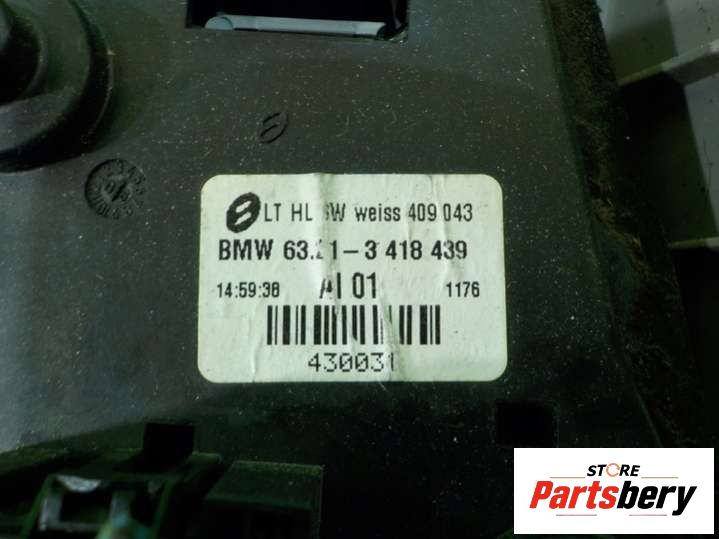 LT HL SW weiss 409 043
BMW 63.21-3 418 439
14:59:38 AI 01 1176
430031
STORE
Partsbery